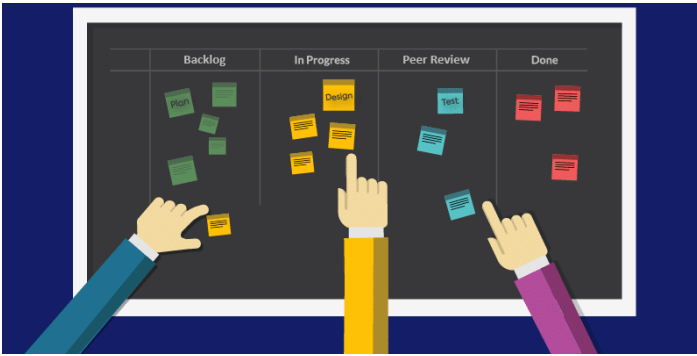 Backlog
In Progress
Peer Review
Done
Plan
Design
Test